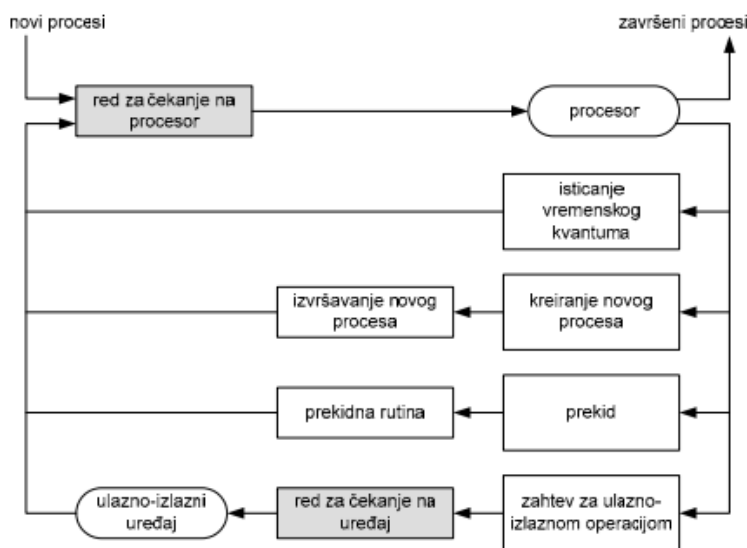 novi procesi
završeni procesi
red za čekanje na
procesor
procesor
isticanje
vremenskog
kvantuma
izvršavanje novog
procesa
kreiranje novog
procesa
prekidna rutina
prekid
ulazno-izlazni
uređaj
red za čekanje na
uređaj
zahtev za ulazno-
izlaznom operacijom